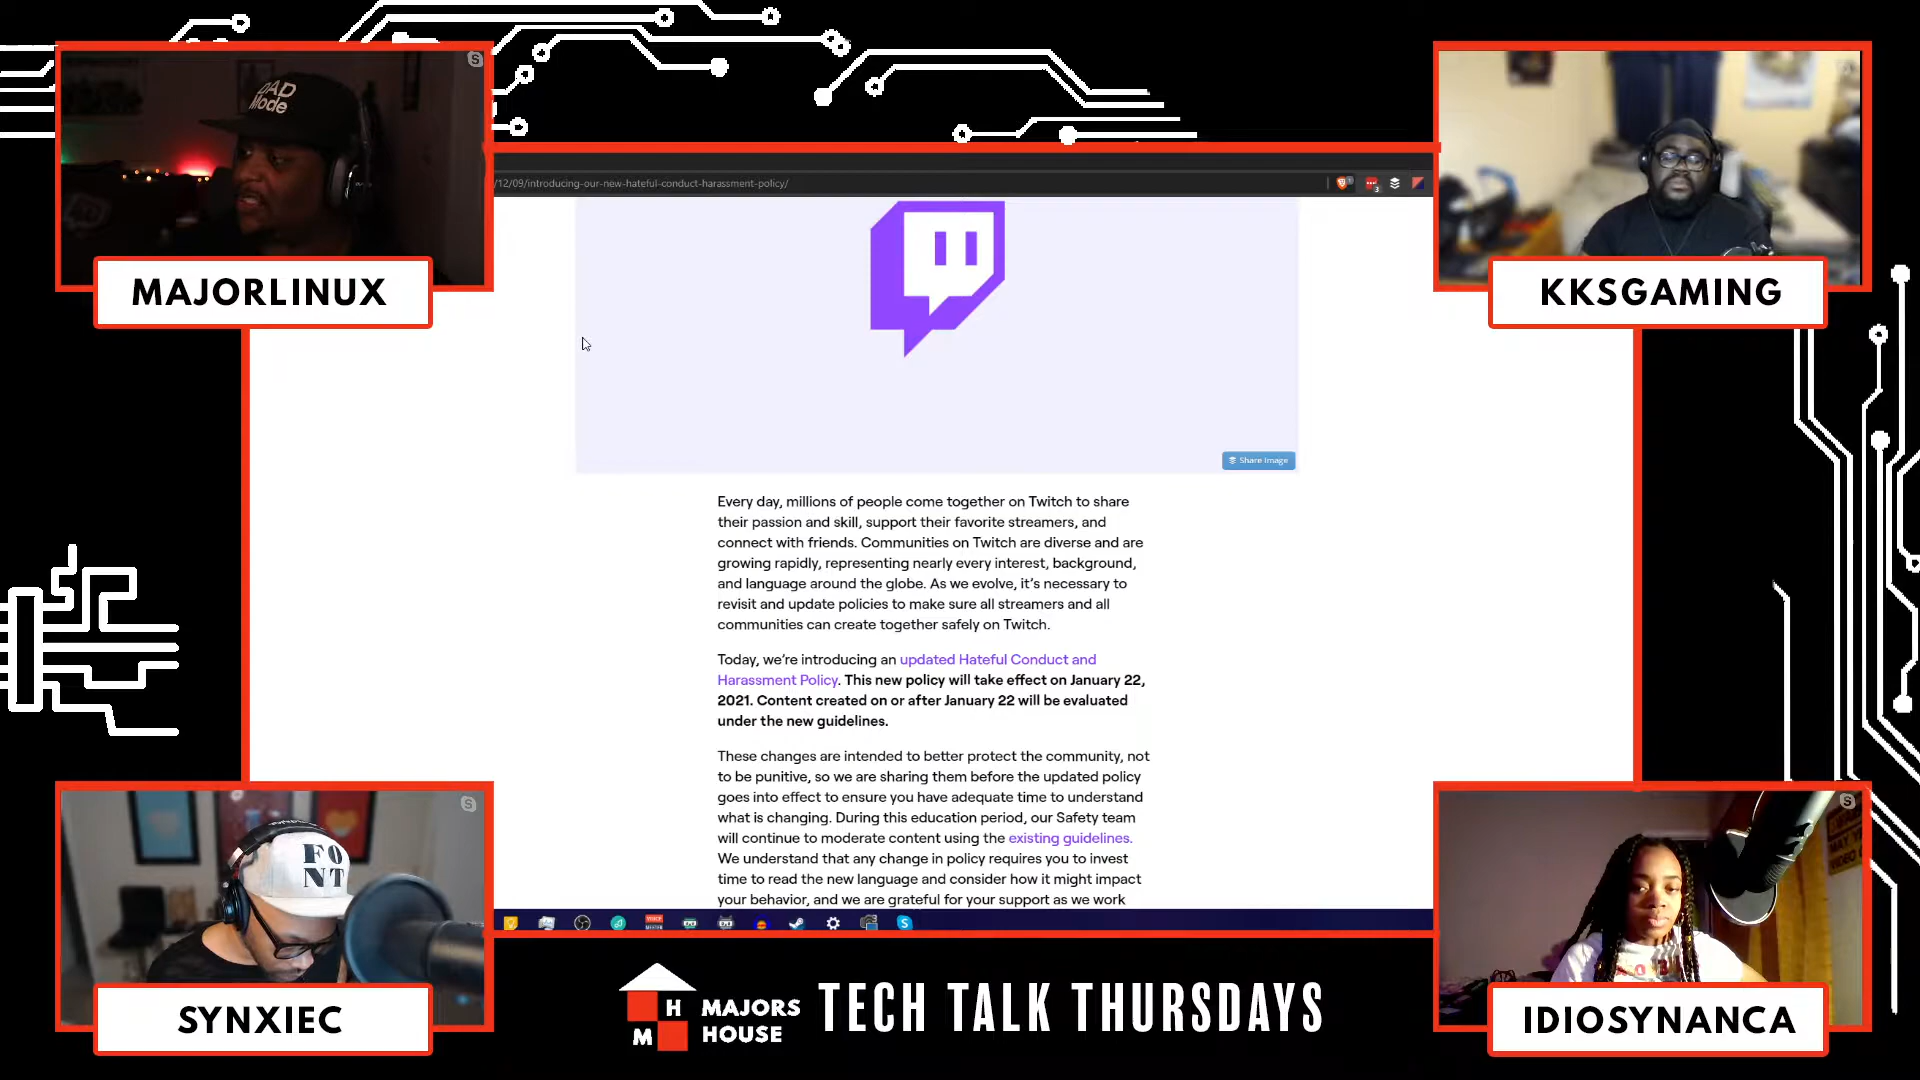 DAD
Mode
MAJORLINUX
KKSGAMING
/12/09/introducing-our-new-hateful-conduct-harassment-policy/
3
Share Image
Every day, millions of people come together on Twitch to share
their passion and skill, support their favorite streamers, and
connect with friends. Communities on Twitch are diverse and are
growing rapidly, representing nearly every interest, background,
and language around the globe. As we evolve, it's necessary to
revisit and update policies to make sure all streamers and all
communities can create together safely on Twitch.
Today, we're introducing an updated Hateful Conduct and
Harassment Policy. This new policy will take effect on January 22,
2021. Content created on or after January 22 will be evaluated
under the new guidelines.
These changes are intended to better protect the community, not
to be punitive, so we are sharing them before the updated policy
goes into effect to ensure you have adequate time to understand
what is changing. During this education period, our Safety team
will continue to moderate content using the existing guidelines.
We understand that any change in policy requires you to invest
time to read the new language and consider how it might impact
your behavior, and we are grateful for your support as we work
FO
NT
SYNXIEC
IDIOSYNANCA
H
M
MAJORS
HOUSE
TECH TALK THURSDAYS